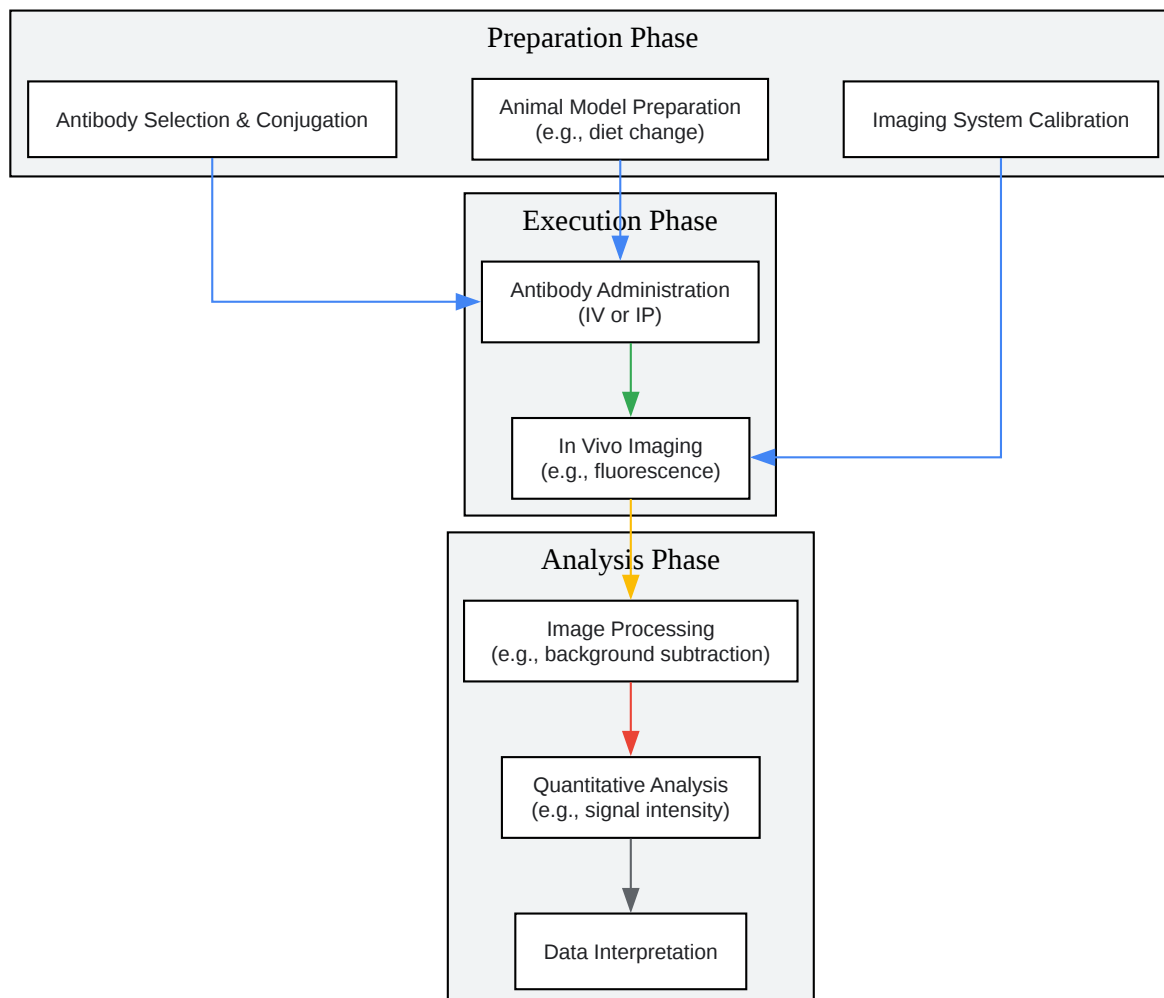 Preparation Phase
Antibody Selection & Conjugation
Animal Model Preparation
(e.g., diet change)
Imaging System Calibration
Execution Phase
Antibody Administration
(IV or IP)
In Vivo Imaging
(e.g., fluorescence)
Analysis Phase
Image Processing
(e.g., background subtraction)
Quantitative Analysis
(e.g., signal intensity)
Data Interpretation